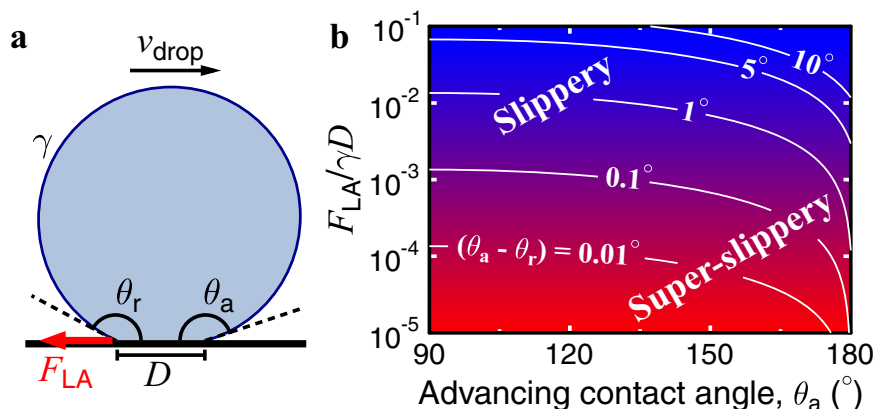 a
v_drop
γ
θ_r
θ_a
F_LA
D
b
F_LA/γD
10^-1
10^-2
10^-3
10^-4
10^-5
Slippery
10°
5°
1°
0.1°
(θ_a - θ_r) = 0.01°
Super-slippery
90
120
150
180
Advancing contact angle, θ_a (°)